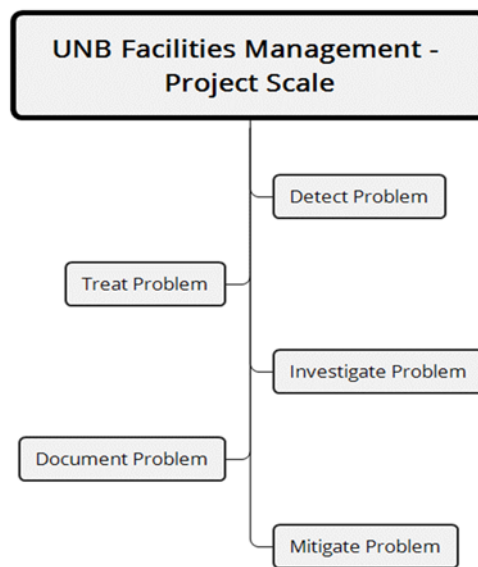 UNB Facilities Management -
Project Scale
Detect Problem
Treat Problem
Investigate Problem
Document Problem
Mitigate Problem